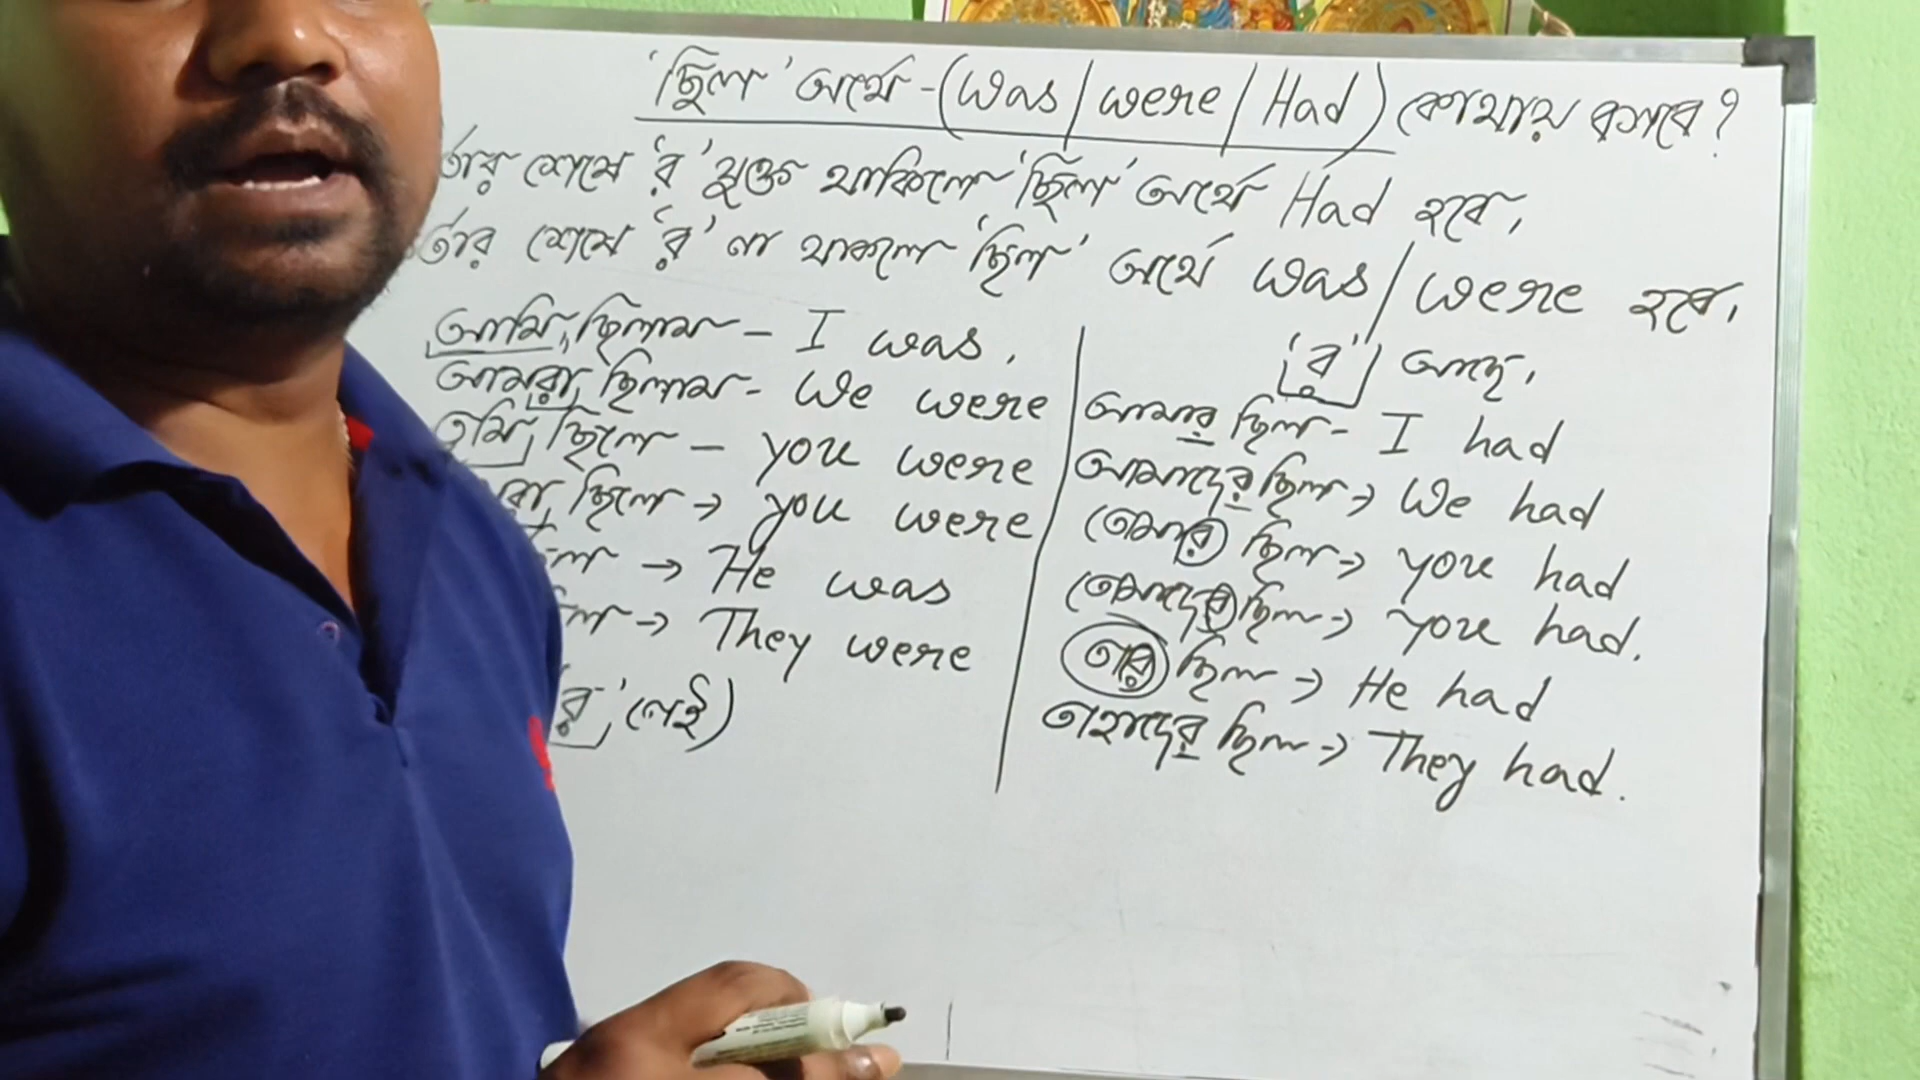 'ছিল' অর্থে - (Was / were / Had) কোথায় বসবে?
র্তার শেষে 'র' যুক্ত থাকিলে 'ছিল' অর্থে Had হবে,
র্তার শেষে 'র' না থাকলে 'ছিল' অর্থে was / were হবে,
আমি ছিলাম - I was.
আমরা ছিলাম - We were
তুমি ছিলে - you were
রা ছিলে → you were
ছিল → He was
ছিল → They were
'র' নেই)
'র' আছে,
আমার ছিল - I had
আমাদের ছিল → We had
তোমার ছিল → you had
তোমাদের ছিল → you had.
তার ছিল → He had
তাহাদের ছিল → They had.